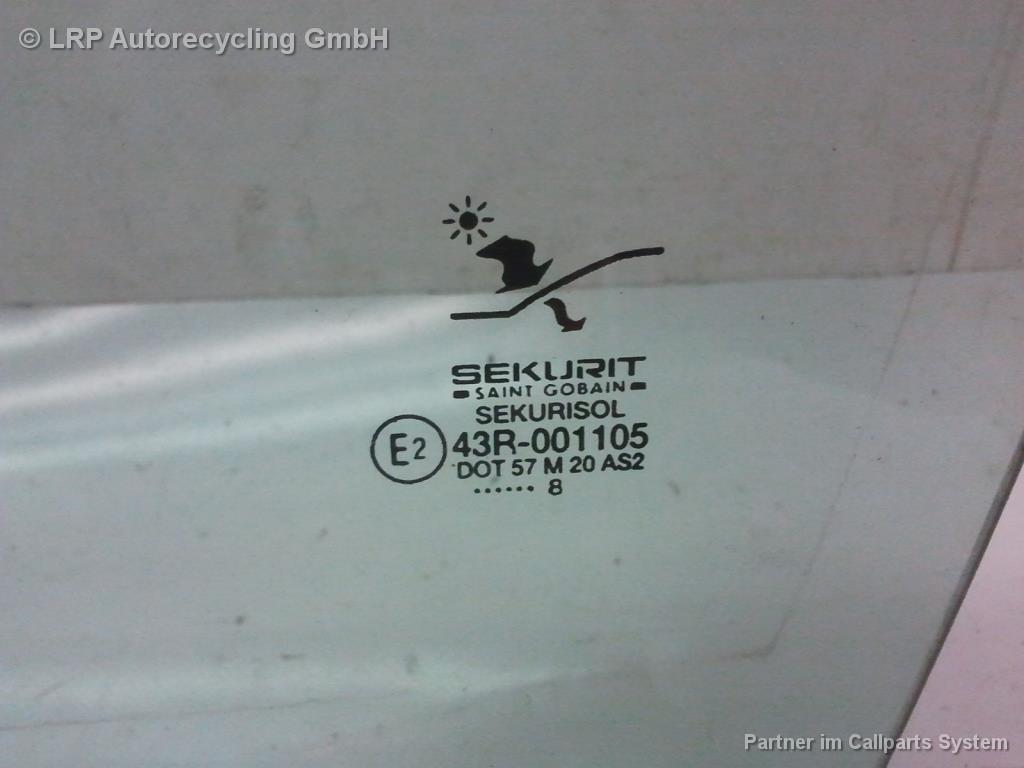 © LRP Autorecycling GmbH
SEKURIT
SAINT GOBAIN
SEKURISOL
E2 43R-001105
DOT 57 M 20 AS2
...... 8
Partner im Callparts System